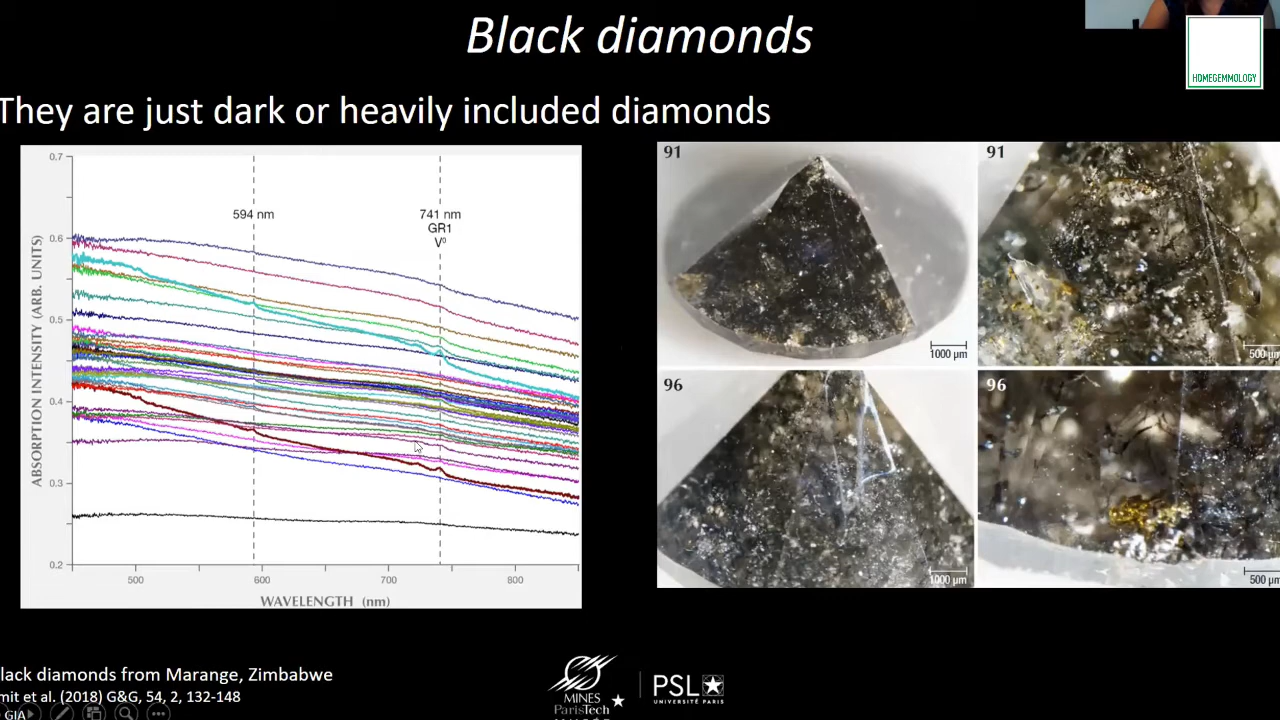 Black diamonds
HOMEGEMMOLOGY
They are just dark or heavily included diamonds
0.7
0.6
0.5
0.4
0.3
0.2
ABSORPTION INTENSITY (ARB. UNITS)
594 nm
741 nm
GR1
V⁰
500
600
700
800
WAVELENGTH (nm)
91
1000 µm
91
500 µm
96
1000 µm
96
500 µm
lack diamonds from Marange, Zimbabwe
mit et al. (2018) G&G, 54, 2, 132-148
GIA
MINES
ParisTech
PSL
UNIVERSITÉ PARIS